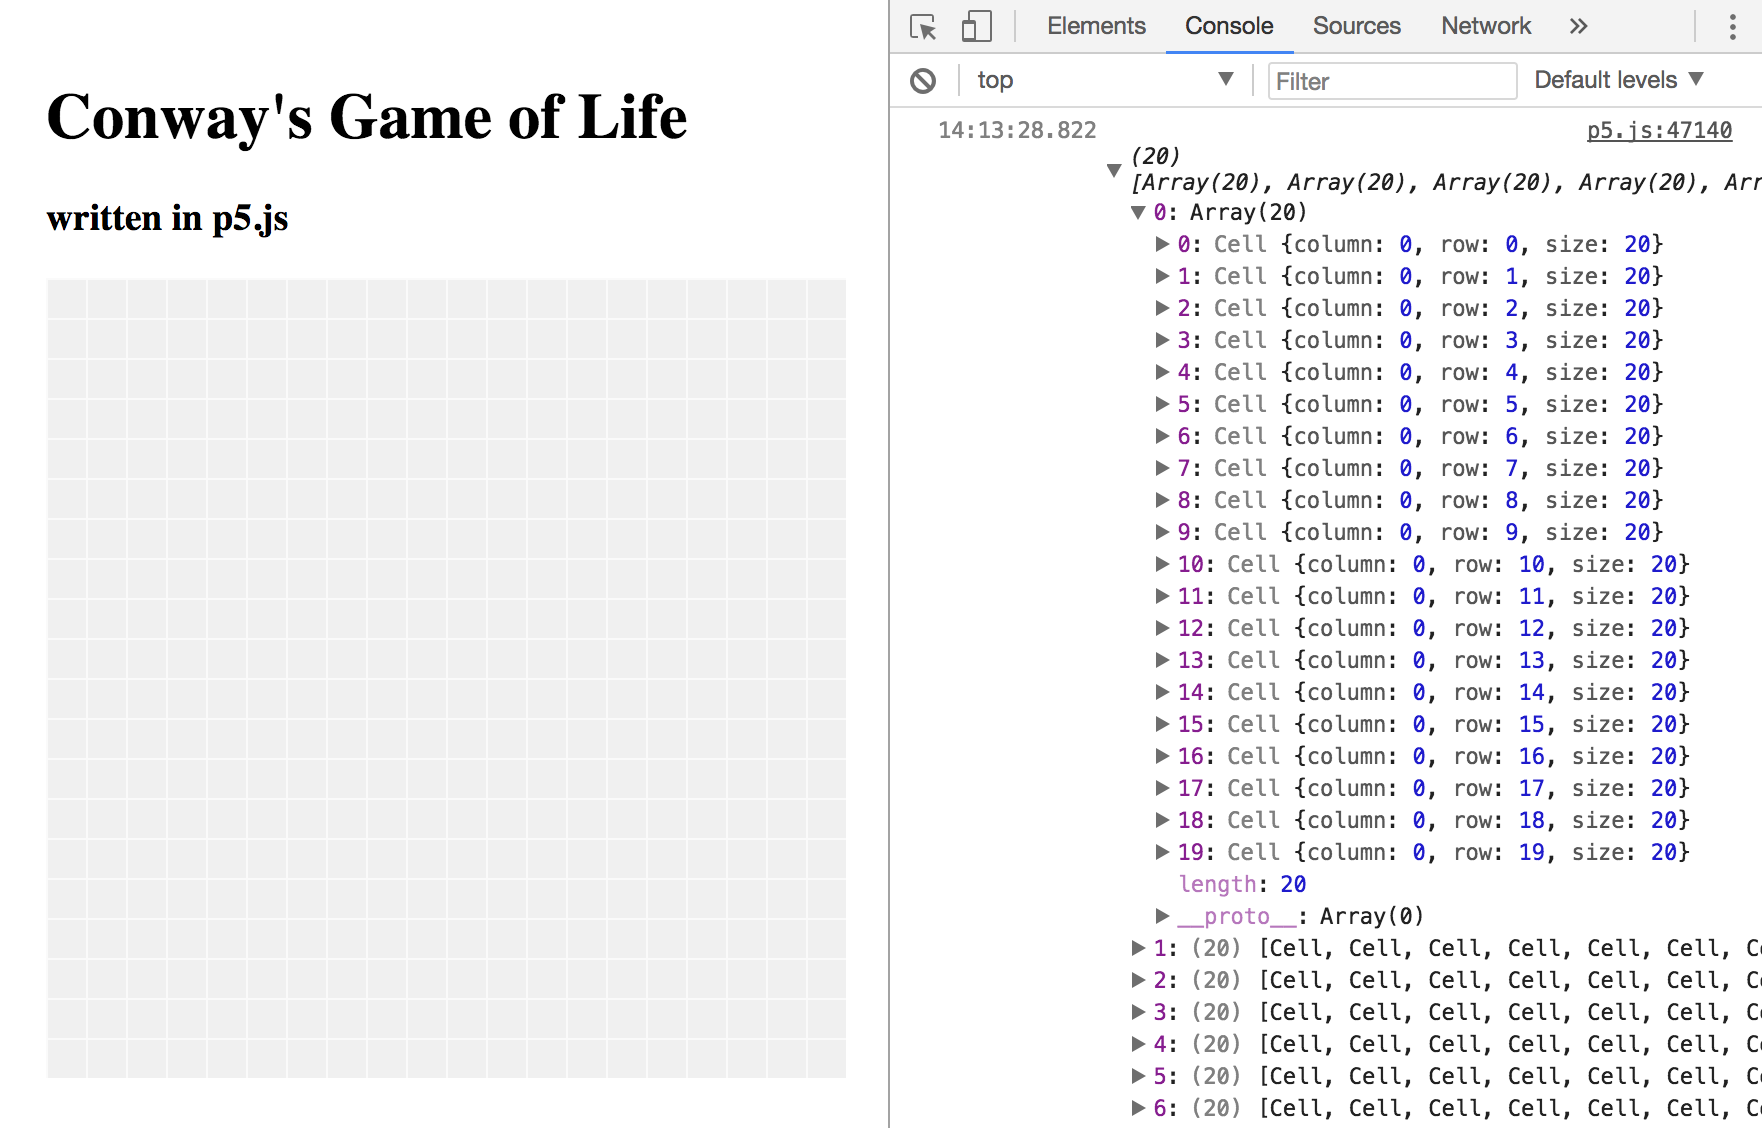 Conway's Game of Life
written in p5.js
Elements Console Sources Network »
top Filter Default levels
14:13:28.822 p5.js:47140
(20)
[Array(20), Array(20), Array(20), Array(20), Arr
0: Array(20)
0: Cell {column: 0, row: 0, size: 20}
1: Cell {column: 0, row: 1, size: 20}
2: Cell {column: 0, row: 2, size: 20}
3: Cell {column: 0, row: 3, size: 20}
4: Cell {column: 0, row: 4, size: 20}
5: Cell {column: 0, row: 5, size: 20}
6: Cell {column: 0, row: 6, size: 20}
7: Cell {column: 0, row: 7, size: 20}
8: Cell {column: 0, row: 8, size: 20}
9: Cell {column: 0, row: 9, size: 20}
10: Cell {column: 0, row: 10, size: 20}
11: Cell {column: 0, row: 11, size: 20}
12: Cell {column: 0, row: 12, size: 20}
13: Cell {column: 0, row: 13, size: 20}
14: Cell {column: 0, row: 14, size: 20}
15: Cell {column: 0, row: 15, size: 20}
16: Cell {column: 0, row: 16, size: 20}
17: Cell {column: 0, row: 17, size: 20}
18: Cell {column: 0, row: 18, size: 20}
19: Cell {column: 0, row: 19, size: 20}
length: 20
__proto__: Array(0)
1: (20) [Cell, Cell, Cell, Cell, Cell, Cell, Ce
2: (20) [Cell, Cell, Cell, Cell, Cell, Cell, Ce
3: (20) [Cell, Cell, Cell, Cell, Cell, Cell, Ce
4: (20) [Cell, Cell, Cell, Cell, Cell, Cell, Ce
5: (20) [Cell, Cell, Cell, Cell, Cell, Cell, Ce
6: (20) [Cell, Cell, Cell, Cell, Cell, Cell, Ce